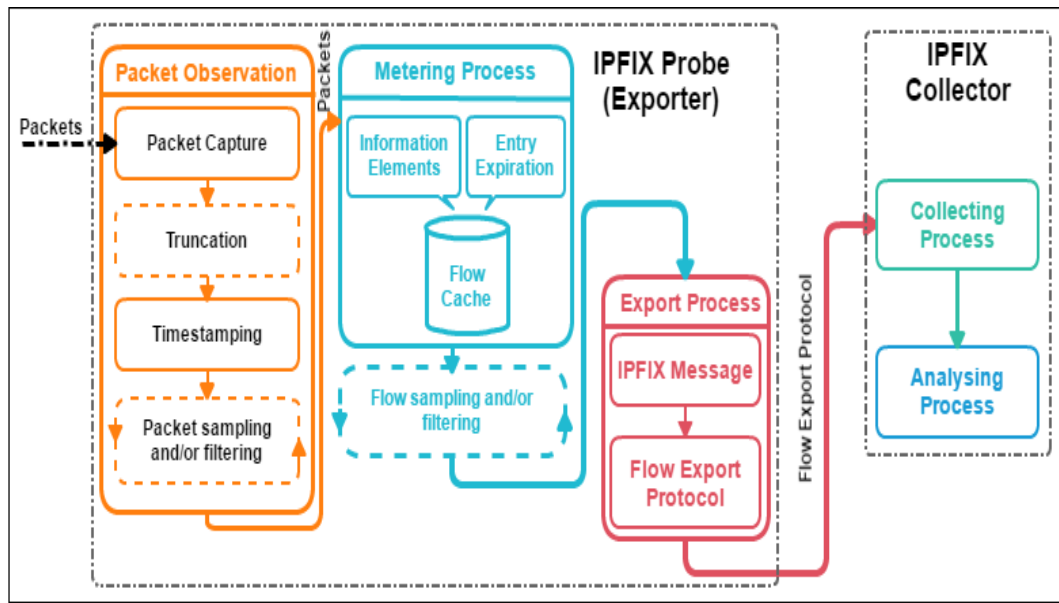 Packets
Packet Observation
Packet Capture
Truncation
Timestamping
Packet sampling
and/or filtering
Packets
Metering Process
Information
Elements
Entry
Expiration
Flow
Cache
Flow sampling and/or
filtering
IPFIX Probe
(Exporter)
Export Process
IPFIX Message
Flow Export
Protocol
Flow Export Protocol
IPFIX
Collector
Collecting
Process
Analysing
Process